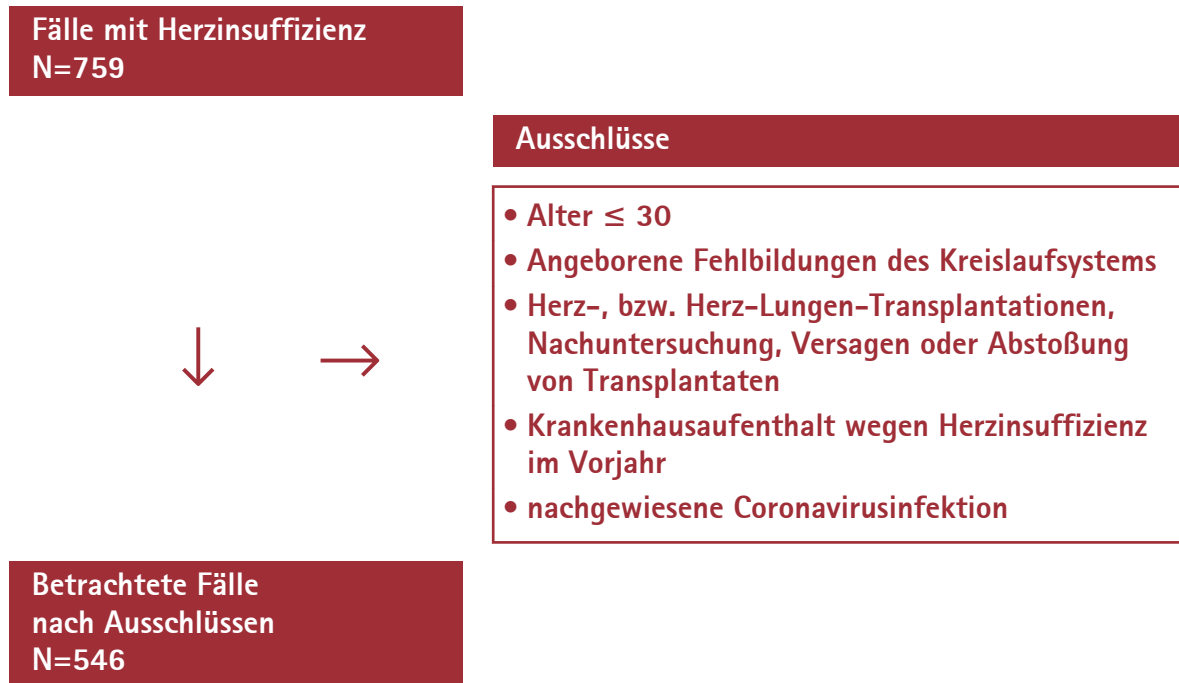 Fälle mit Herzinsuffizienz
N=759
Ausschlüsse
• Alter ≤ 30
• Angeborene Fehlbildungen des Kreislaufsystems
• Herz-, bzw. Herz-Lungen-Transplantationen,
Nachuntersuchung, Versagen oder Abstoßung
von Transplantaten
• Krankenhausaufenthalt wegen Herzinsuffizienz
im Vorjahr
• nachgewiesene Coronavirusinfektion
Betrachtete Fälle
nach Ausschlüssen
N=546